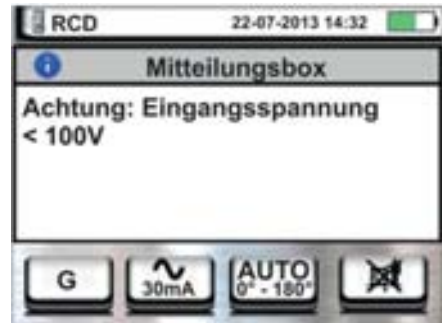 RCD 22-07-2013 14:32
Mitteilungsbox
Achtung: Eingangsspannung
< 100V
G 30mA AUTO
0° - 180°